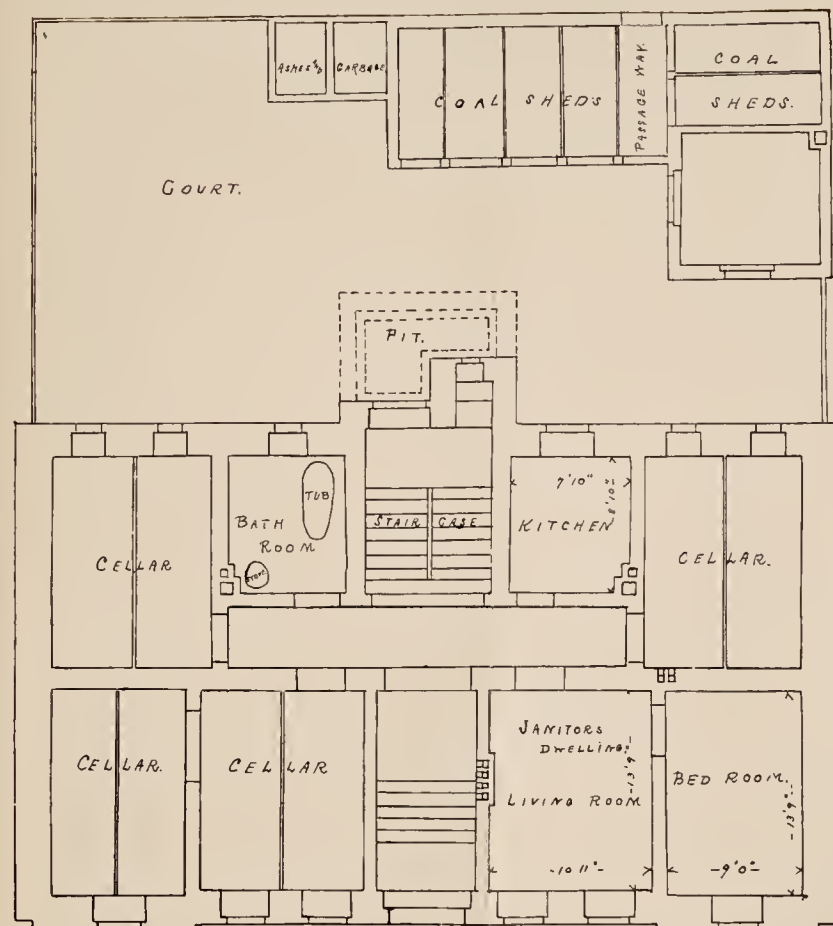 ASHES AND
GARBAGE
COAL SHEDS
PASSAGE WAY.
COAL
SHEDS.
COURT.
PIT.
TUB
BATH
ROOM
STOVE
STAIR CASE
7'10"
8'10"
KITCHEN
CELLAR
CELLAR.
CELLAR.
CELLAR
JANITORS
DWELLING.
-13'9"-
LIVING ROOM
-10 11"-
BED ROOM.
-13'9"-
-9'0"-